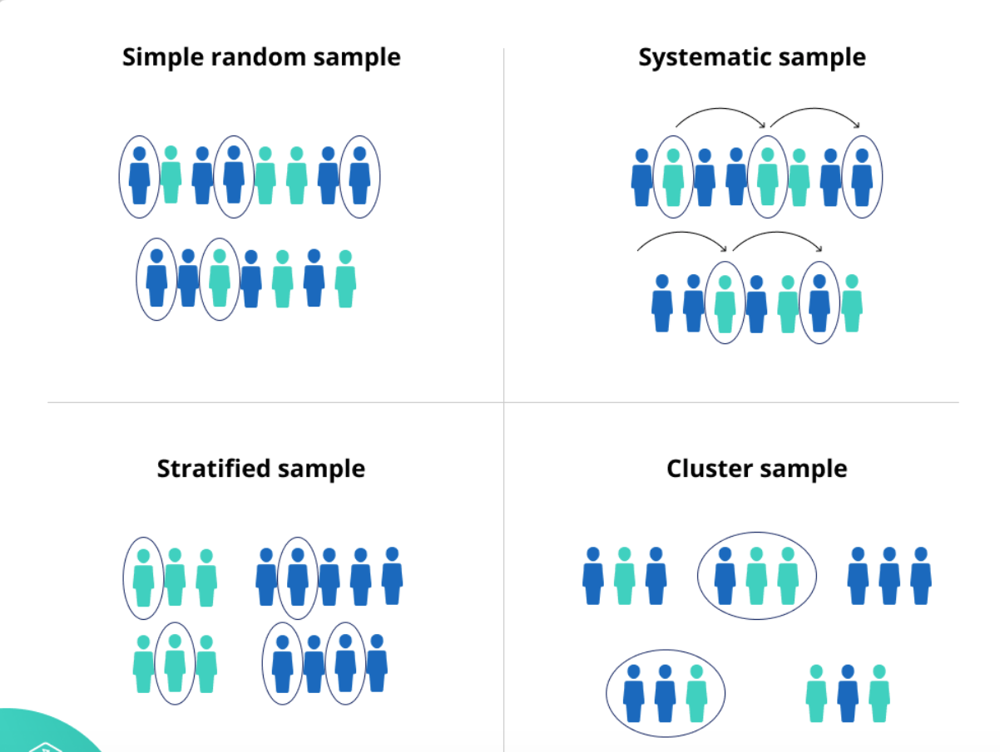 Simple random sample
Systematic sample
Stratified sample
Cluster sample